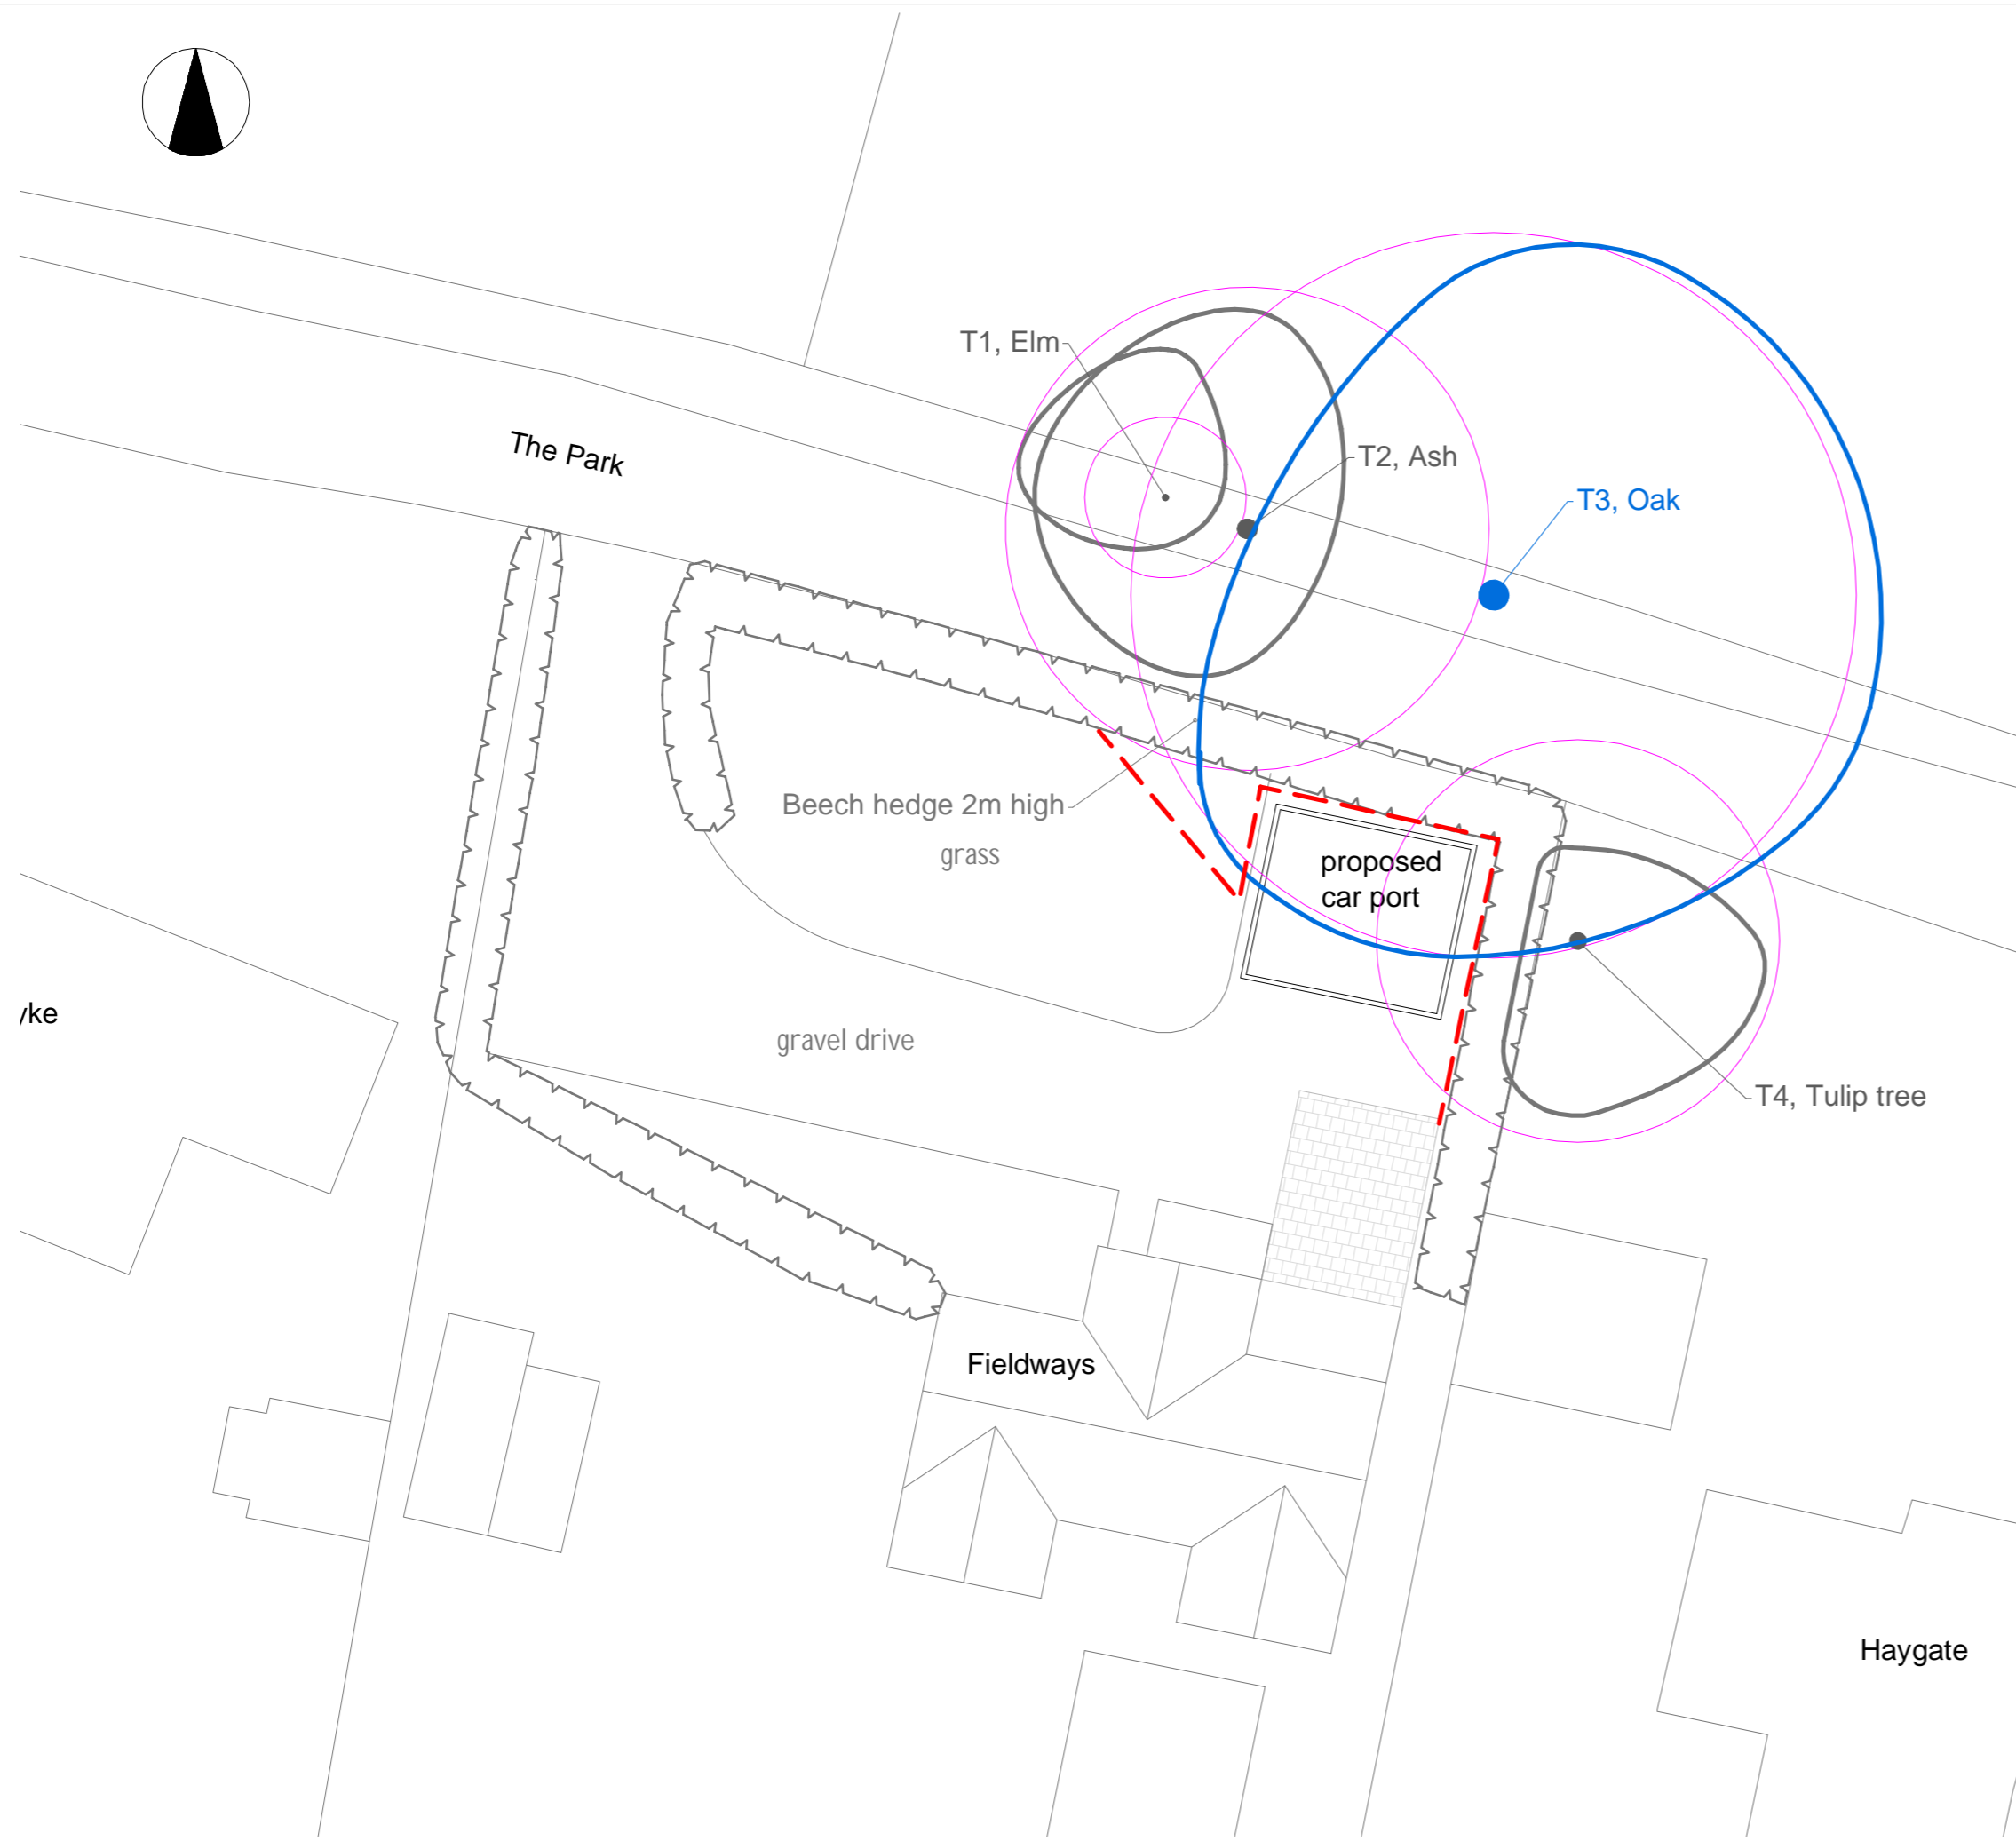 T1, Elm
The Park
T2, Ash
T3, Oak
Beech hedge 2m high
grass
proposed
car port
gravel drive
yke
T4, Tulip tree
Fieldways
Haygate